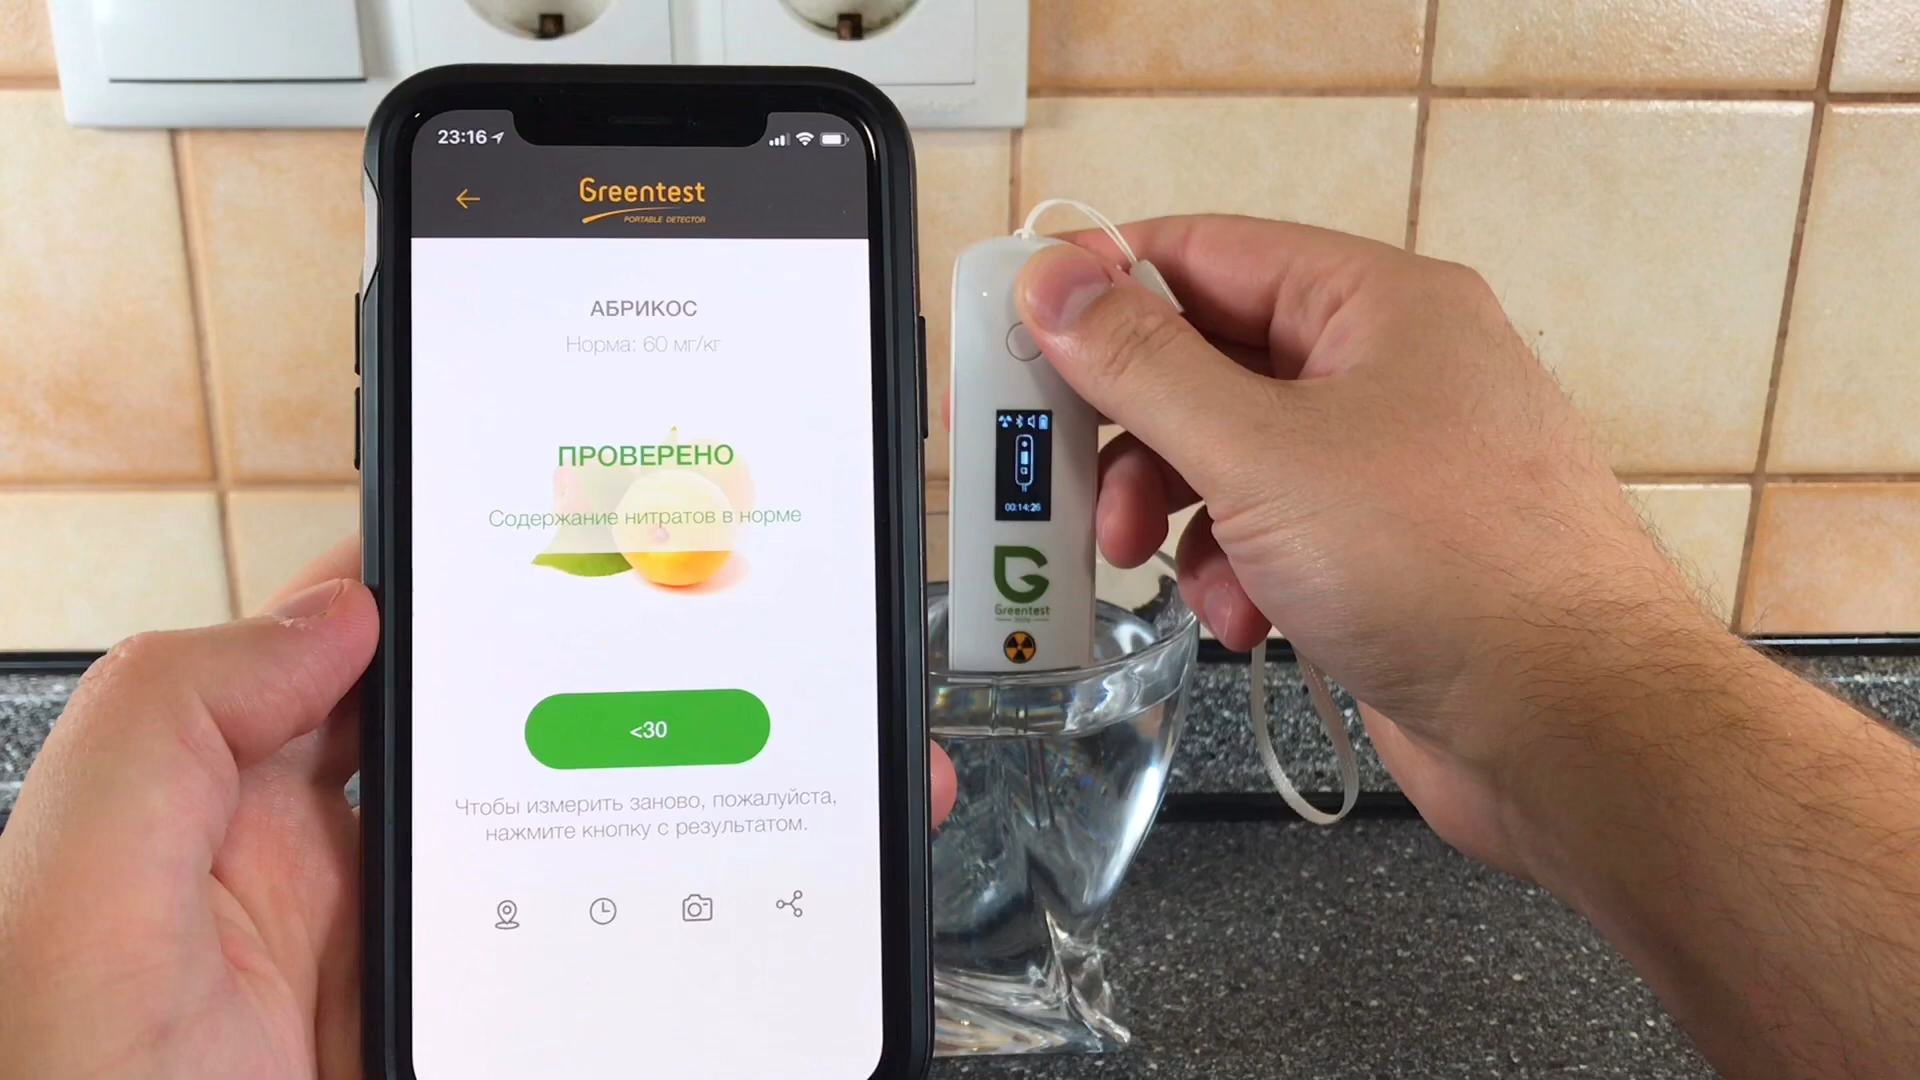 23:16
Greentest
PORTABLE DETECTOR
АБРИКОС
Норма: 60 мг/кг
ПРОВЕРЕНО
Содержание нитратов в норме
<30
Чтобы измерить заново, пожалуйста,
нажмите кнопку с результатом.
00:14:26
Greentest